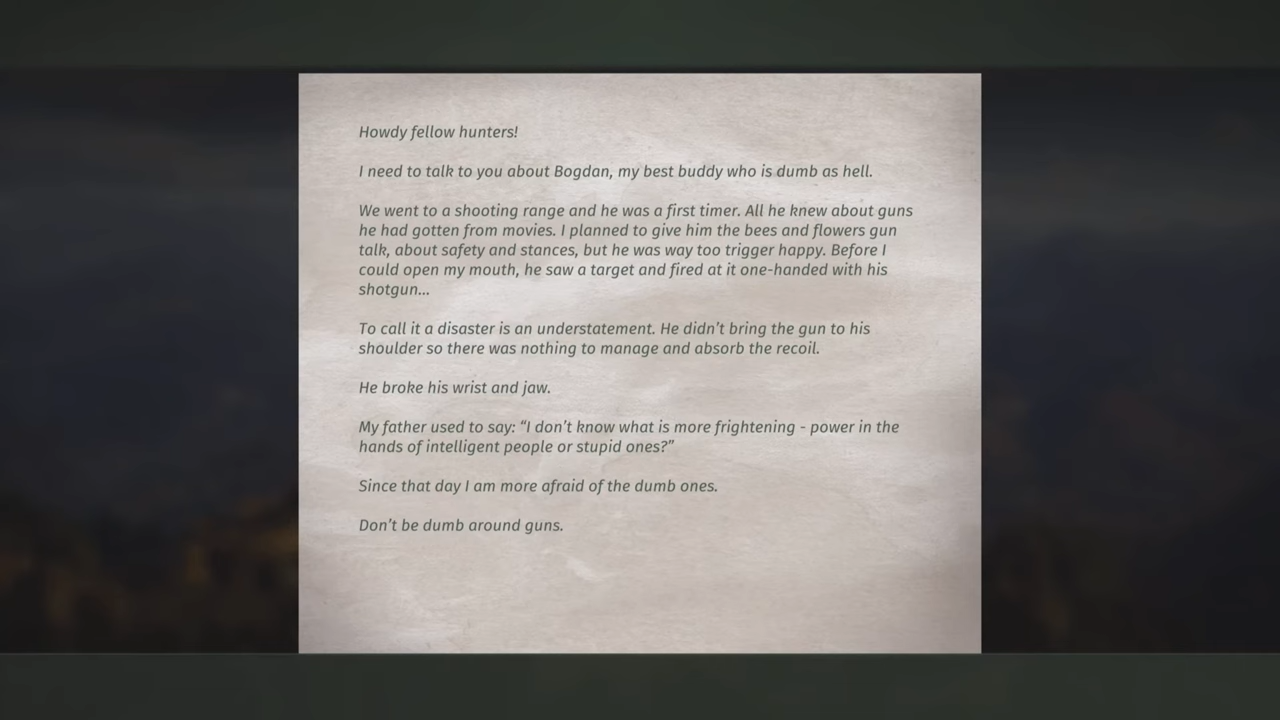 Howdy fellow hunters!
I need to talk to you about Bogdan, my best buddy who is dumb as hell.
We went to a shooting range and he was a first timer. All he knew about guns
he had gotten from movies. I planned to give him the bees and flowers gun
talk, about safety and stances, but he was way too trigger happy. Before I
could open my mouth, he saw a target and fired at it one-handed with his
shotgun...
To call it a disaster is an understatement. He didn’t bring the gun to his
shoulder so there was nothing to manage and absorb the recoil.
He broke his wrist and jaw.
My father used to say: “I don’t know what is more frightening - power in the
hands of intelligent people or stupid ones?”
Since that day I am more afraid of the dumb ones.
Don’t be dumb around guns.